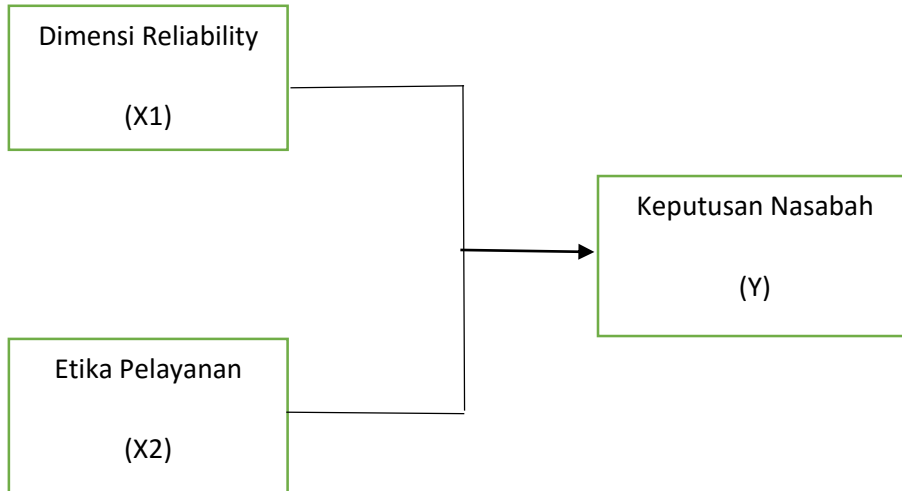 Dimensi Reliability
(X1)
Keputusan Nasabah
(Y)
Etika Pelayanan
(X2)